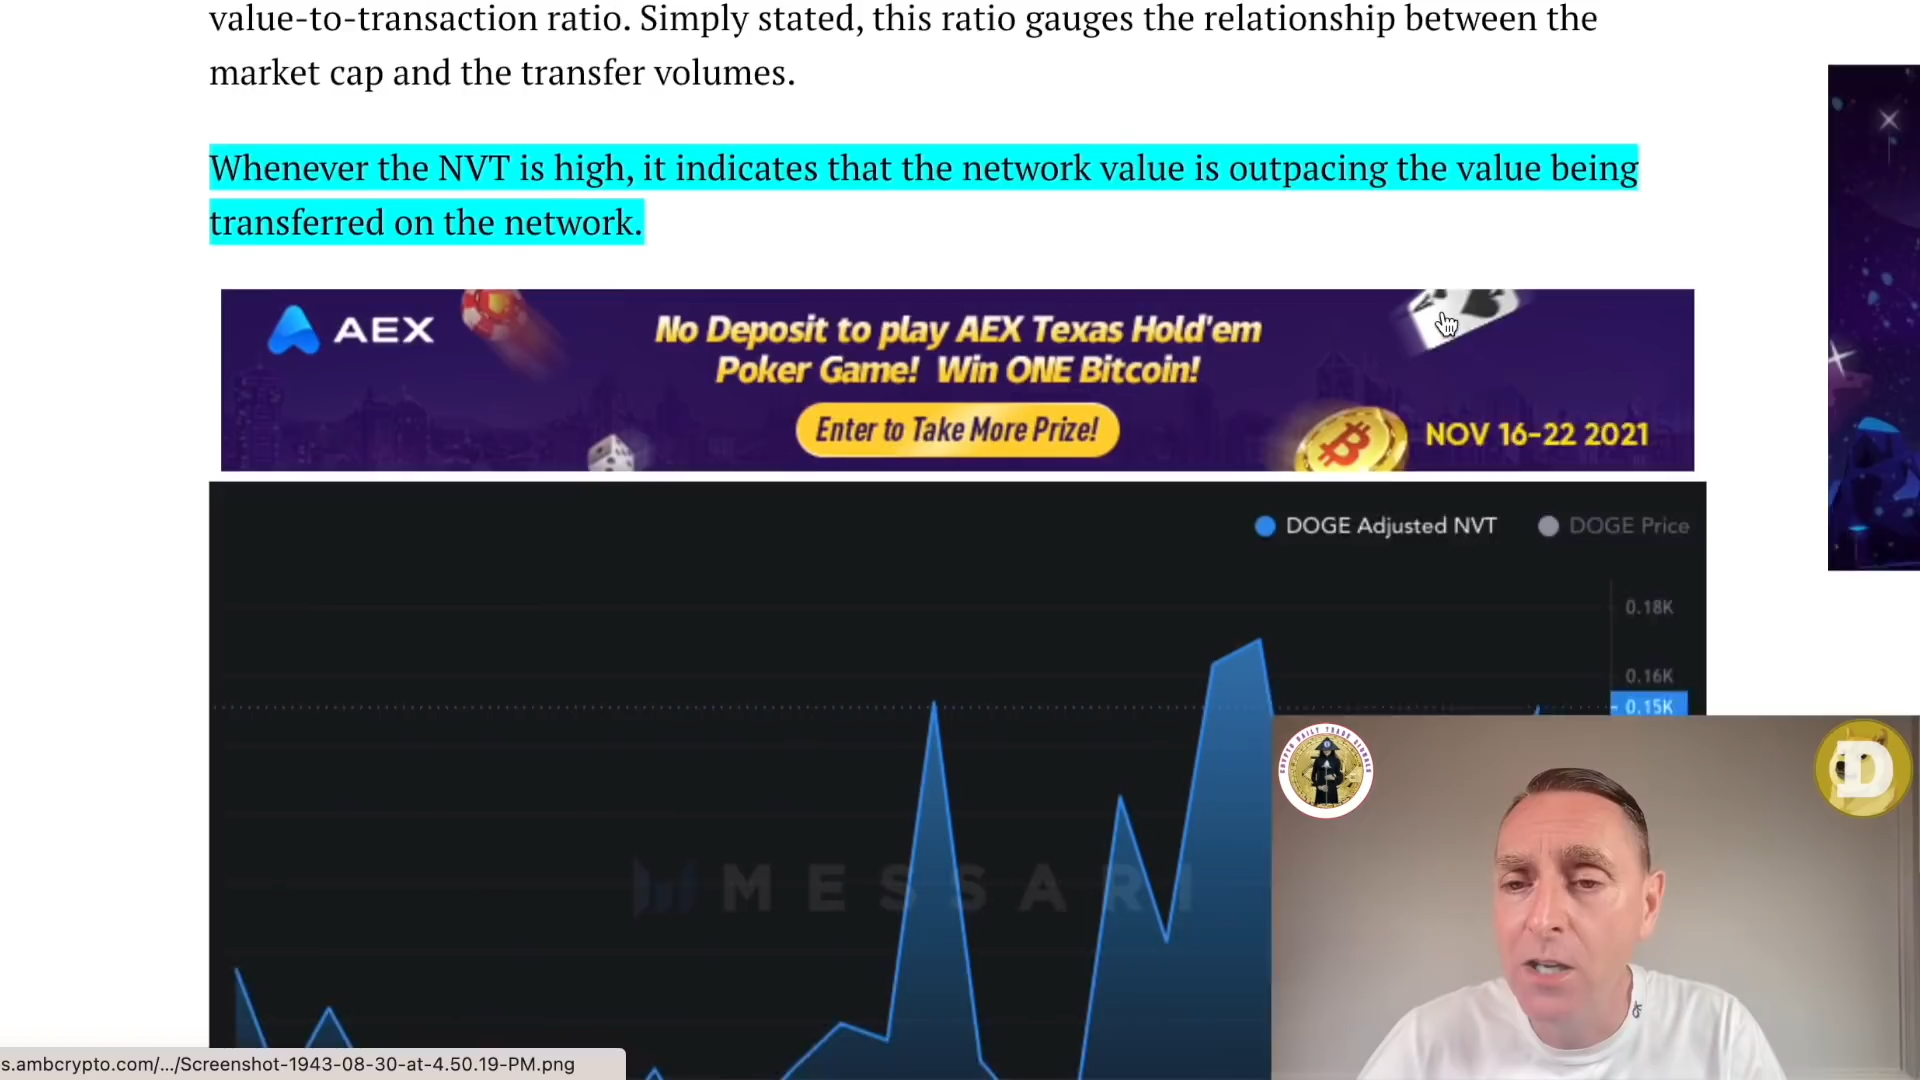 value-to-transaction ratio. Simply stated, this ratio gauges the relationship between the
market cap and the transfer volumes.
Whenever the NVT is high, it indicates that the network value is outpacing the value being
transferred on the network.
AEX
No Deposit to play AEX Texas Hold'em
Poker Game! Win ONE Bitcoin!
Enter to Take More Prize!
NOV 16-22 2021
DOGE Adjusted NVT
DOGE Price
0.18K
0.16K
0.15K
MESSARI
D
s.ambcrypto.com/.../Screenshot-1943-08-30-at-4.50.19-PM.png